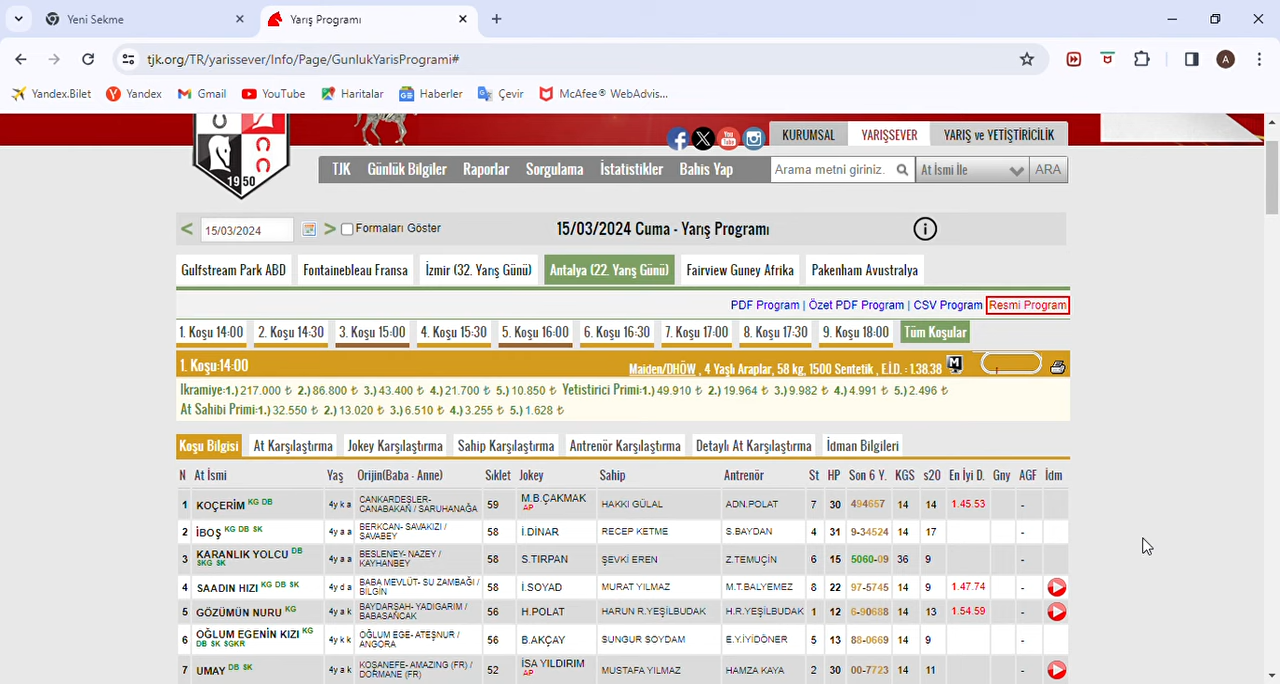 Yeni Sekme
Yarış Programı
tjk.org/TR/yarissever/Info/Page/GunlukYarisProgrami#
A
Yandex.Bilet Yandex Gmail YouTube Haritalar Haberler Çevir McAfee® WebAdvis...
1950
KURUMSAL YARIŞSEVER YARIŞ ve YETİŞTİRİCİLİK
TJK Günlük Bilgiler Raporlar Sorgulama İstatistikler Bahis Yap Arama metni giriniz. At İsmi İle ARA
< 15/03/2024 > Formaları Göster 15/03/2024 Cuma - Yarış Programı
Gulfstream Park ABD Fontainebleau Fransa İzmir (32. Yarış Günü) Antalya (22. Yarış Günü) Fairview Guney Afrika Pakenham Avustralya
PDF Program | Özet PDF Program | CSV Program Resmi Program
1. Koşu 14:00 2. Koşu 14:30 3. Koşu 15:00 4. Koşu 15:30 5. Koşu 16:00 6. Koşu 16:30 7. Koşu 17:00 8. Koşu 17:30 9. Koşu 18:00 Tüm Koşular
1. Koşu:14:00 Maiden/DHÖW , 4 Yaşlı Araplar, 58 kg, 1500 Sentetik , E.İ.D. : 1.38.38 M
İkramiye:1.) 217.000 ₺ 2.) 86.800 ₺ 3.) 43.400 ₺ 4.) 21.700 ₺ 5.) 10.850 ₺ Yetistirici Primi:1.) 49.910 ₺ 2.) 19.964 ₺ 3.) 9.982 ₺ 4.) 4.991 ₺ 5.) 2.496 ₺
At Sahibi Primi:1.) 32.550 ₺ 2.) 13.020 ₺ 3.) 6.510 ₺ 4.) 3.255 ₺ 5.) 1.628 ₺
Koşu Bilgisi At Karşılaştırma Jokey Karşılaştırma Sahip Karşılaştırma Antrenör Karşılaştırma Detaylı At Karşılaştırma İdman Bilgileri
N At İsmi Yaş Orijin(Baba - Anne) Sıklet Jokey Sahip Antrenör St HP Son 6 Y. KGS s20 En İyi D. Gny AGF İdm
1 KOÇERİM KG DB 4y k a CANKARDEŞLER- CANABAKAN / SARUHANAĞA 59 M.B.ÇAKMAK AP HAKKI GÜLAL ADN.POLAT 7 30 494657 14 14 1.45.53 -
2 İBOŞ KG DB SK 4y a a BERKCAN- SAVAKIZI / SAVABEY 58 İ.DİNAR RECEP KETME S.BAYDAN 4 31 9-34524 14 17 -
3 KARANLIK YOLCU DB SKG SK 4y a a BESLENEY- NAZEY / KAYHANBEY 58 S.TIRPAN ŞEVKİ EREN Z.TEMUÇİN 6 15 5060-09 36 9 -
4 SAADIN HIZI KG DB SK 4y d a BABA MEVLÜT- SU ZAMBAĞI / BİLGİN 58 İ.SOYAD MURAT YILMAZ M.T.BALYEMEZ 8 22 97-5745 14 9 1.47.74 -
5 GÖZÜMÜN NURU KG 4y a k BAYDARŞAH- YADIGARIM / BABASANCAK 56 H.POLAT HARUN R.YEŞİLBUDAK H.R.YEŞİLBUDAK 1 12 6-90688 14 13 1.54.59 -
6 OĞLUM EGENİN KIZI KG DB SK SGKR 4y k k OĞLUM EGE- ATEŞNUR / ANGORA 56 B.AKÇAY SUNGUR SOYDAM E.Y.İYİDÖNER 5 13 88-0669 14 9 -
7 UMAY DB SK 4y a k KOSANEFE- AMAZING (FR) / DORMANE (FR) 52 İSA YILDIRIM AP MUSTAFA YILMAZ HAMZA KAYA 2 30 00-7723 14 11 -